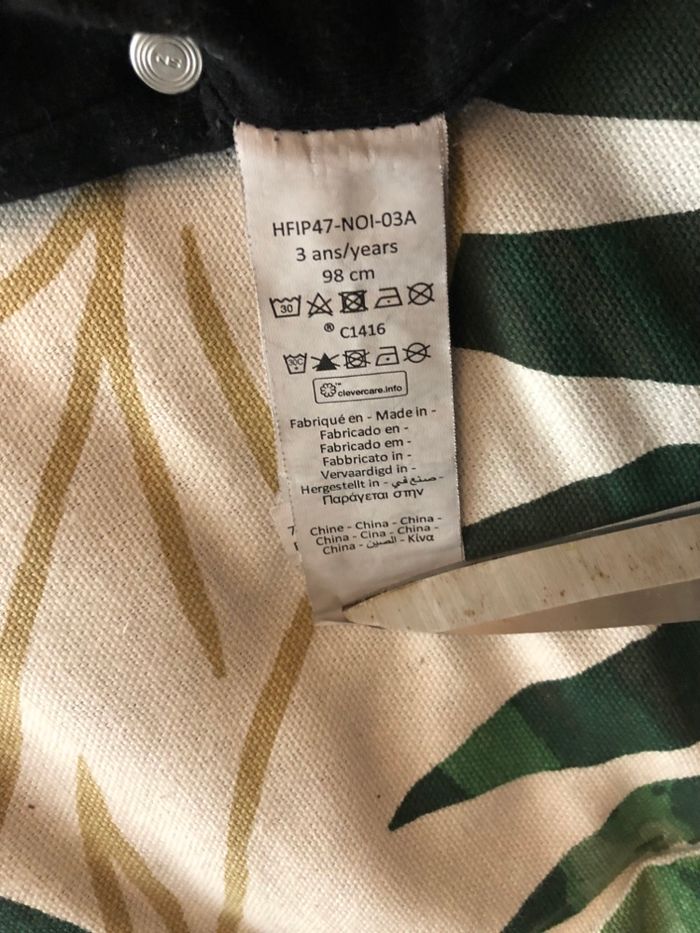 HFIP47-NOI-03A
3 ans/years
98 cm
30
® C1416
clevercare.info
Fabriqué en - Made in -
Fabricado en -
Fabricado em -
Fabbricato in -
Vervaardigd in -
Hergestellt in - صنع في -
Παράγεται στην
7
Chine - China - China -
China - Cina - China -
China - الصين - Κίνα